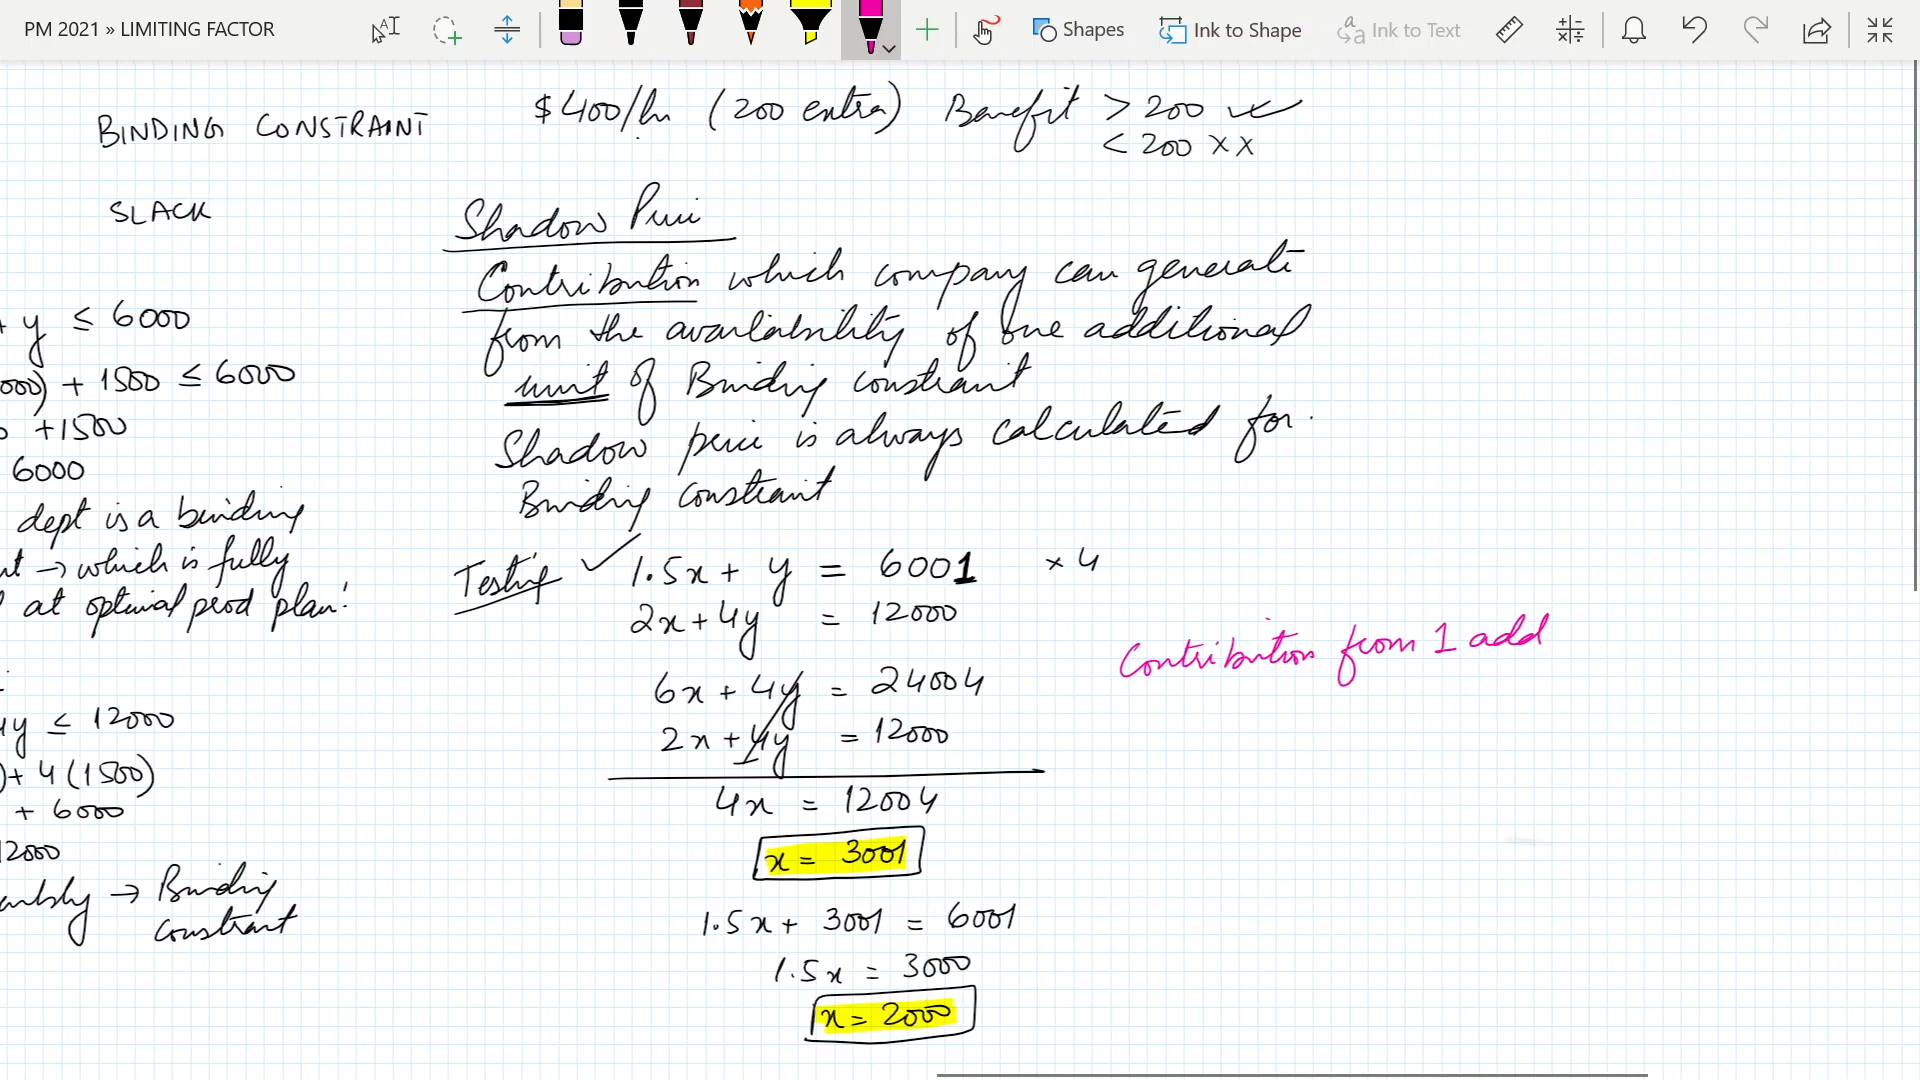 PM 2021 » LIMITING FACTOR
Shapes
Ink to Shape
Ink to Text
BINDING CONSTRAINT
$400/hr (200 extra) Benefit > 200
< 200 XX
SLACK
+ y ≤ 6000
000) + 1500 ≤ 6000
0 +1500
6000
dept is a binding
nt → which is fully
at optimal prod plan!
4y ≤ 12000
)+ 4(1500)
+ 6000
12000
→ Binding
constraint
Shadow Price
Contribution which company can generate
from the availability of one additional
unit of Binding constraint
Shadow price is always calculated for
Binding constraint
Testing ✓ 1.5x + y = 6001 × 4
2x+4y = 12000
6x + 4y = 24004
2x + 4y = 12000
4x = 12004
x = 3001
1.5x + 3001 = 6001
1.5x = 3000
x = 2000
Contribution from 1 add